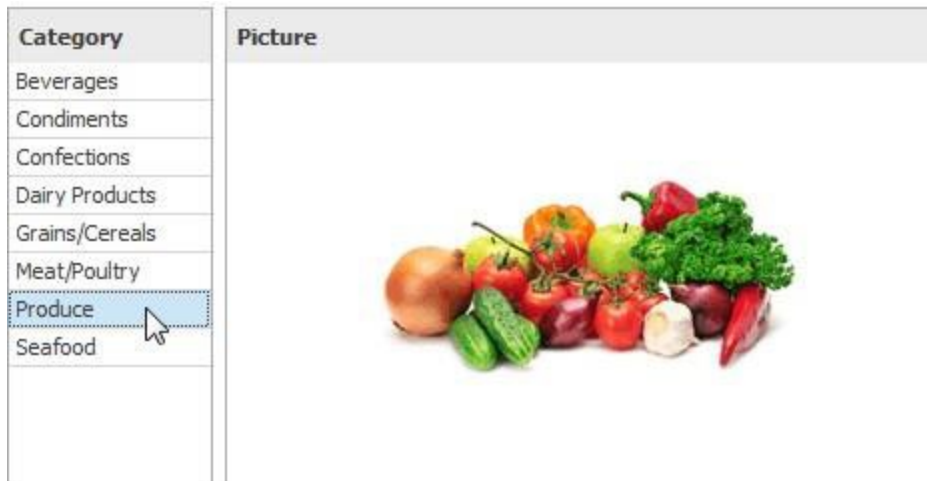 Category
Picture
Beverages
Condiments
Confections
Dairy Products
Grains/Cereals
Meat/Poultry
Produce
Seafood